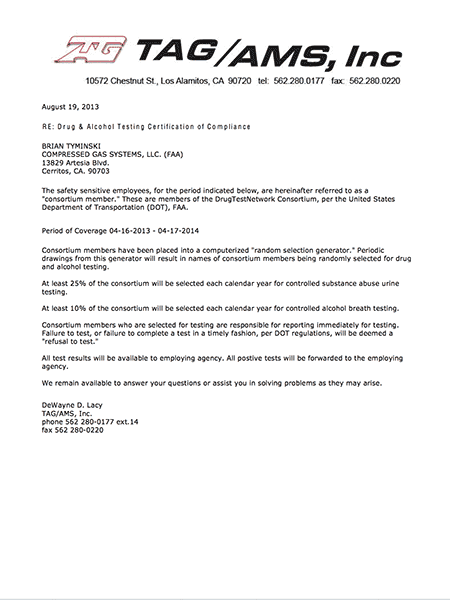 TG TAG/AMS, Inc
10572 Chestnut St., Los Alamitos, CA 90720 tel: 562.280.0177 fax: 562.280.0220
August 19, 2013
RE: Drug & Alcohol Testing Certification of Compliance
BRIAN TYMINSKI
COMPRESSED GAS SYSTEMS, LLC. (FAA)
13829 Artesia Blvd.
Cerritos, CA. 90703
The safety sensitive employees, for the period indicated below, are hereinafter referred to as a
"consortium member." These are members of the DrugTestNetwork Consortium, per the United States
Department of Transportation (DOT), FAA.
Period of Coverage 04-16-2013 - 04-17-2014
Consortium members have been placed into a computerized "random selection generator." Periodic
drawings from this generator will result in names of consortium members being randomly selected for drug
and alcohol testing.
At least 25% of the consortium will be selected each calendar year for controlled substance abuse urine
testing.
At least 10% of the consortium will be selected each calendar year for controlled alcohol breath testing.
Consortium members who are selected for testing are responsible for reporting immediately for testing.
Failure to test, or failure to complete a test in a timely fashion, per DOT regulations, will be deemed a
"refusal to test."
All test results will be available to employing agency. All postive tests will be forwarded to the employing
agency.
We remain available to answer your questions or assist you in solving problems as they may arise.
DeWayne D. Lacy
TAG/AMS, Inc.
phone 562 280-0177 ext.14
fax 562 280-0220